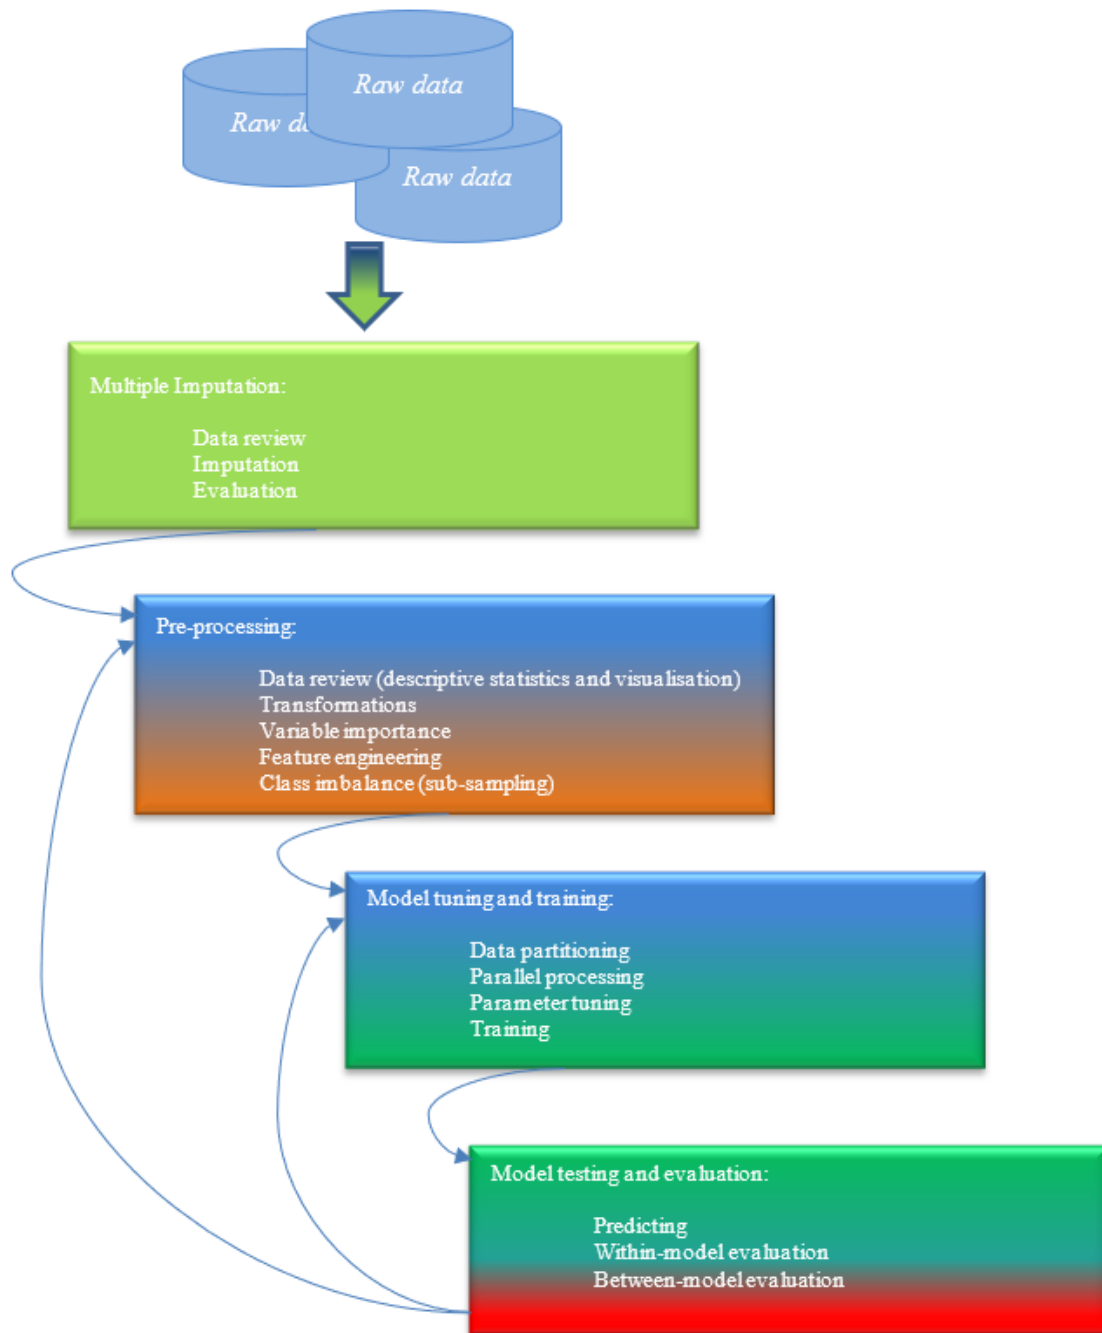 Raw data
Raw da
Raw data
Multiple Imputation:
Data review
Imputation
Evaluation
Pre-processing:
Data review (descriptive statistics and visualisation)
Transformations
Variable importance
Feature engineering
Class imbalance (sub-sampling)
Model tuning and training:
Data partitioning
Parallel processing
Parameter tuning
Training
Model testing and evaluation:
Predicting
Within-model evaluation
Between-model evaluation